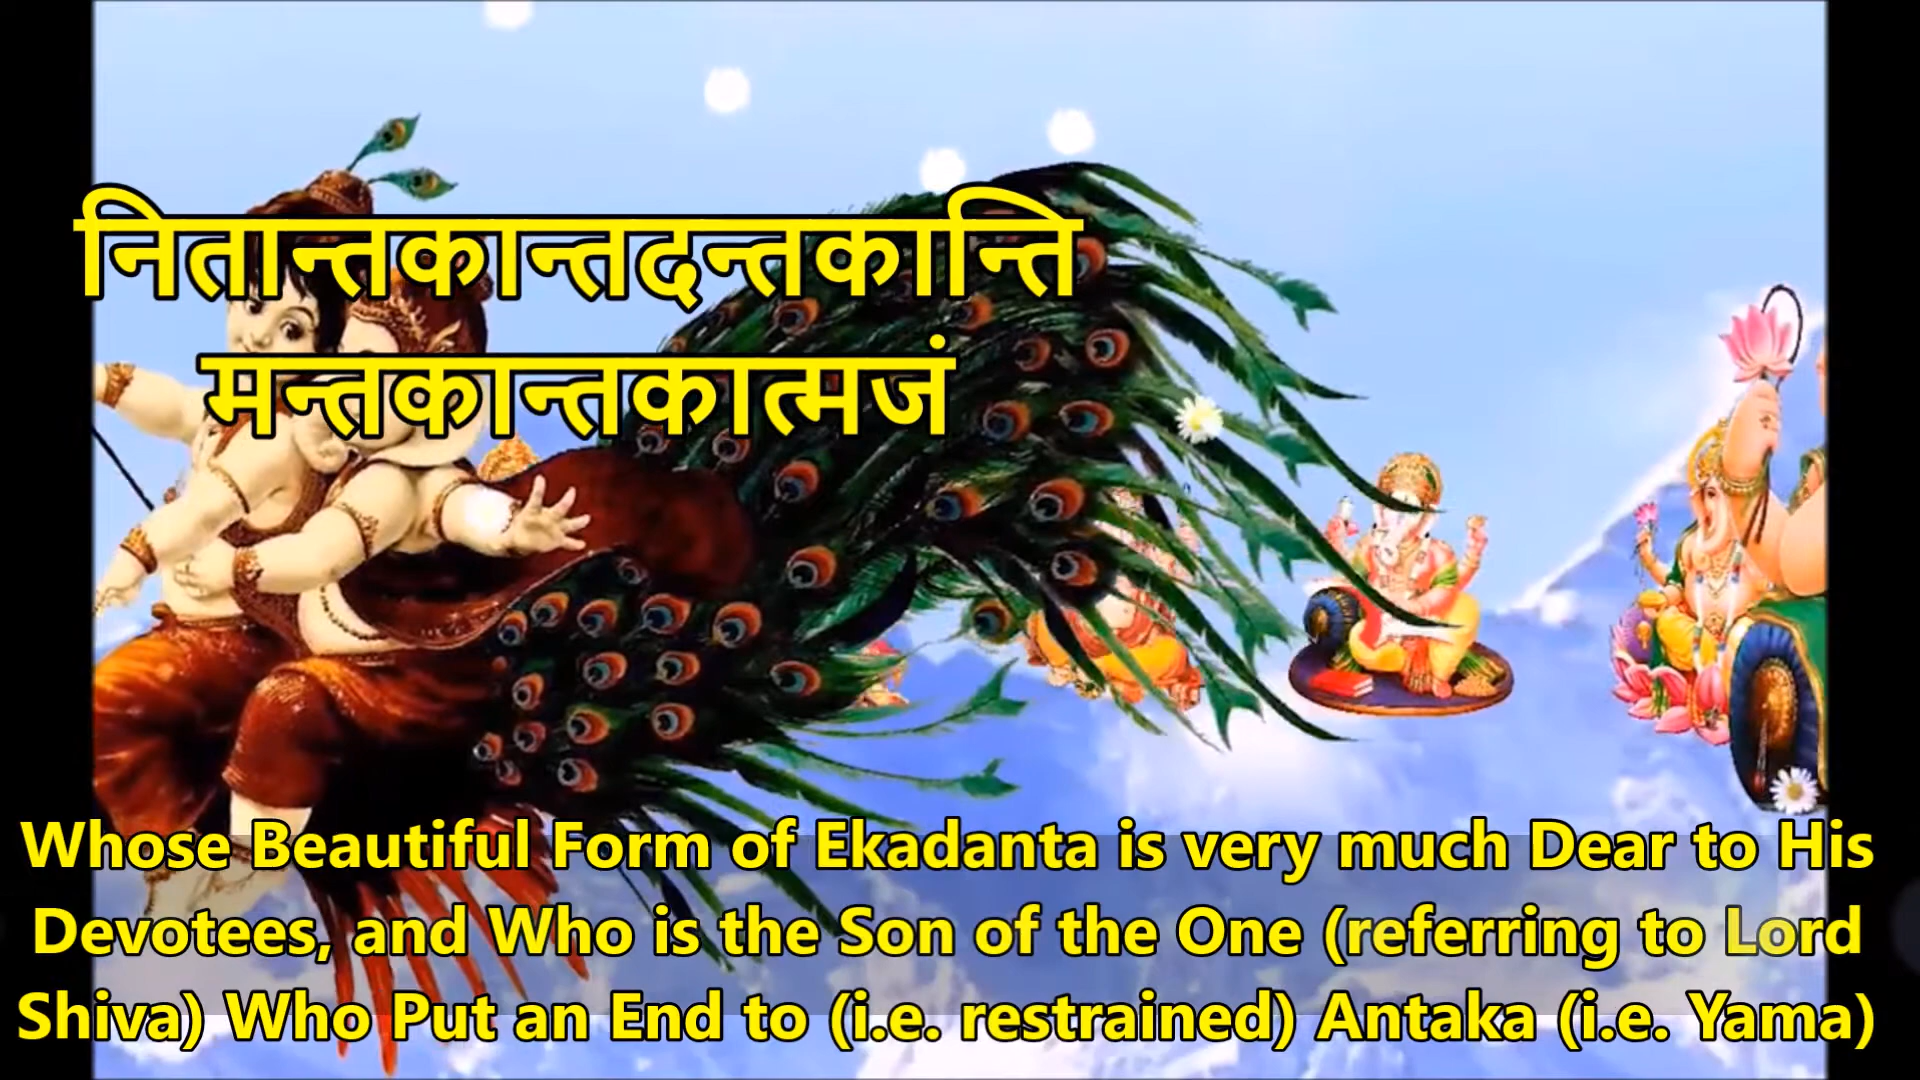 नितान्तकान्तदन्तकान्ति
मन्तकान्तकात्मजं
Whose Beautiful Form of Ekadanta is very much Dear to His
Devotees, and Who is the Son of the One (referring to Lord
Shiva) Who Put an End to (i.e. restrained) Antaka (i.e. Yama)